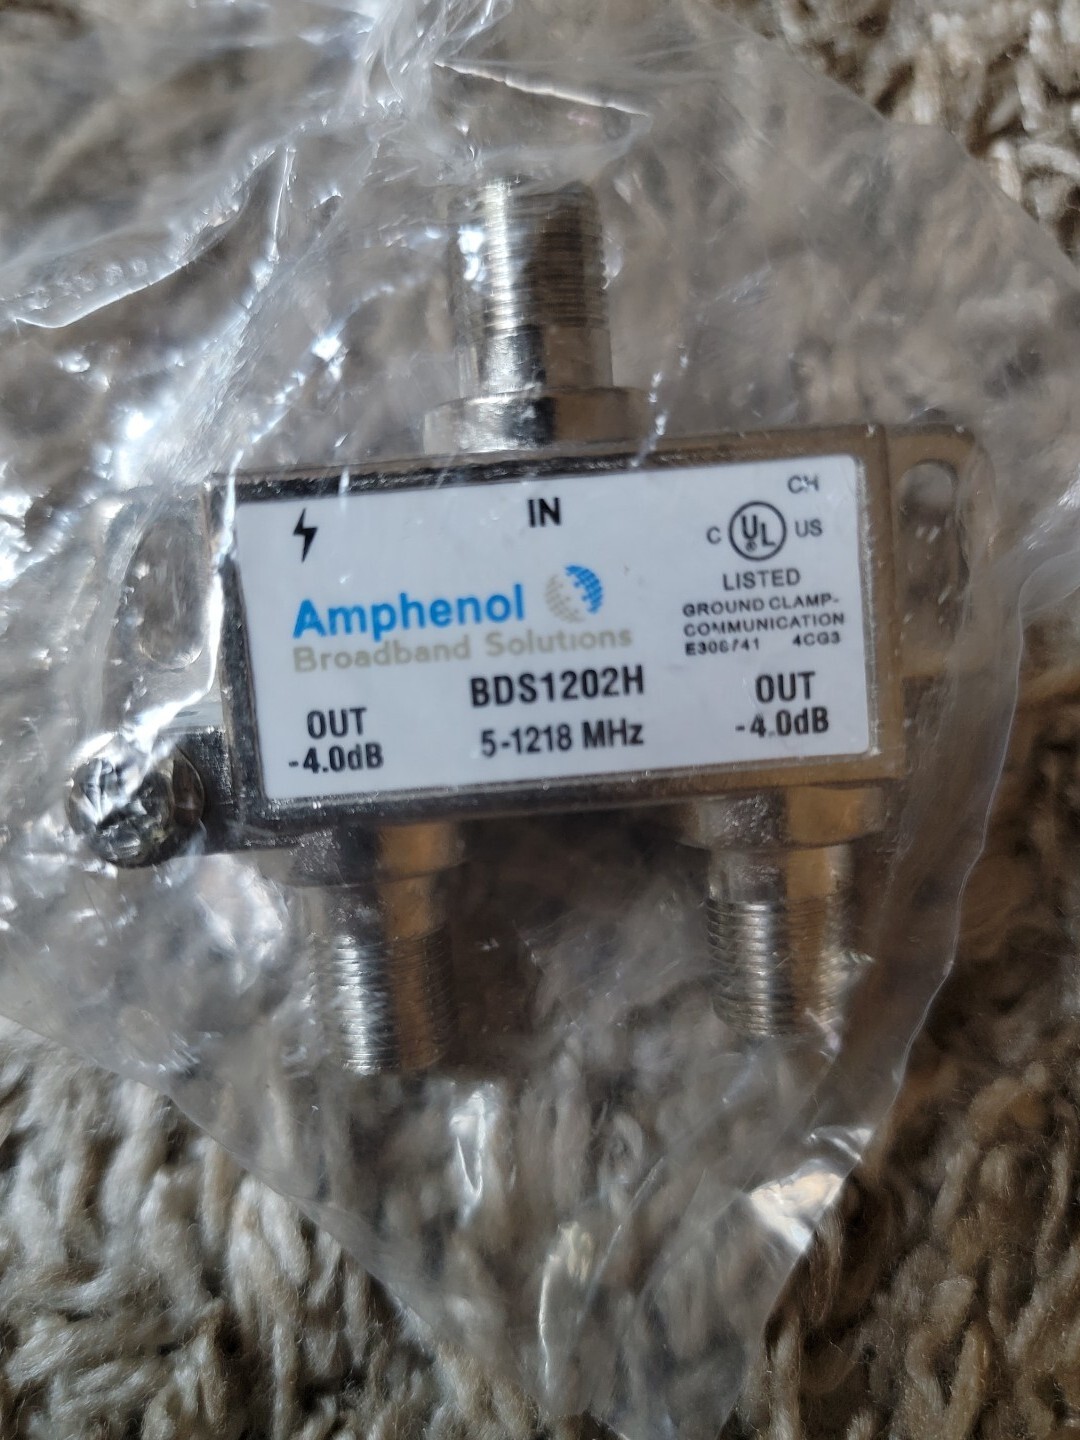 IN
CH
C UL US
LISTED
GROUND CLAMP-
COMMUNICATION
4CG3
Amphenol
Broadband Solutions
BDS1202H
5-1218 MHz
OUT
-4.0dB
OUT
-4.0dB